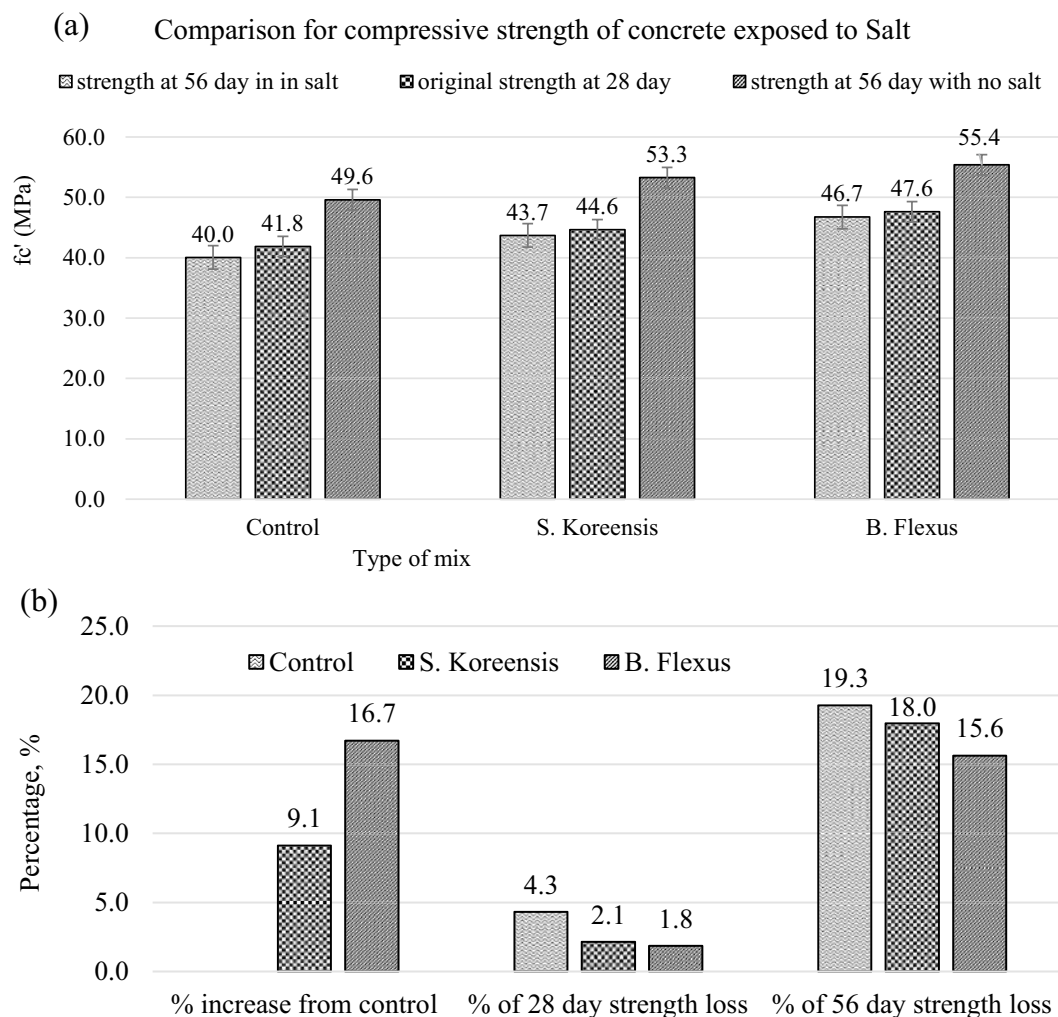 (a) Comparison for compressive strength of concrete exposed to Salt
strength at 56 day in in salt original strength at 28 day strength at 56 day with no salt
fc' (MPa)
60.0
50.0
40.0
30.0
20.0
10.0
0.0
40.0 41.8 49.6
43.7 44.6 53.3
46.7 47.6 55.4
Control S. Koreensis B. Flexus
Type of mix
(b)
Control S. Koreensis B. Flexus
Percentage, %
25.0
20.0
15.0
10.0
5.0
0.0
9.1 16.7
4.3 2.1 1.8
19.3 18.0 15.6
% increase from control % of 28 day strength loss % of 56 day strength loss